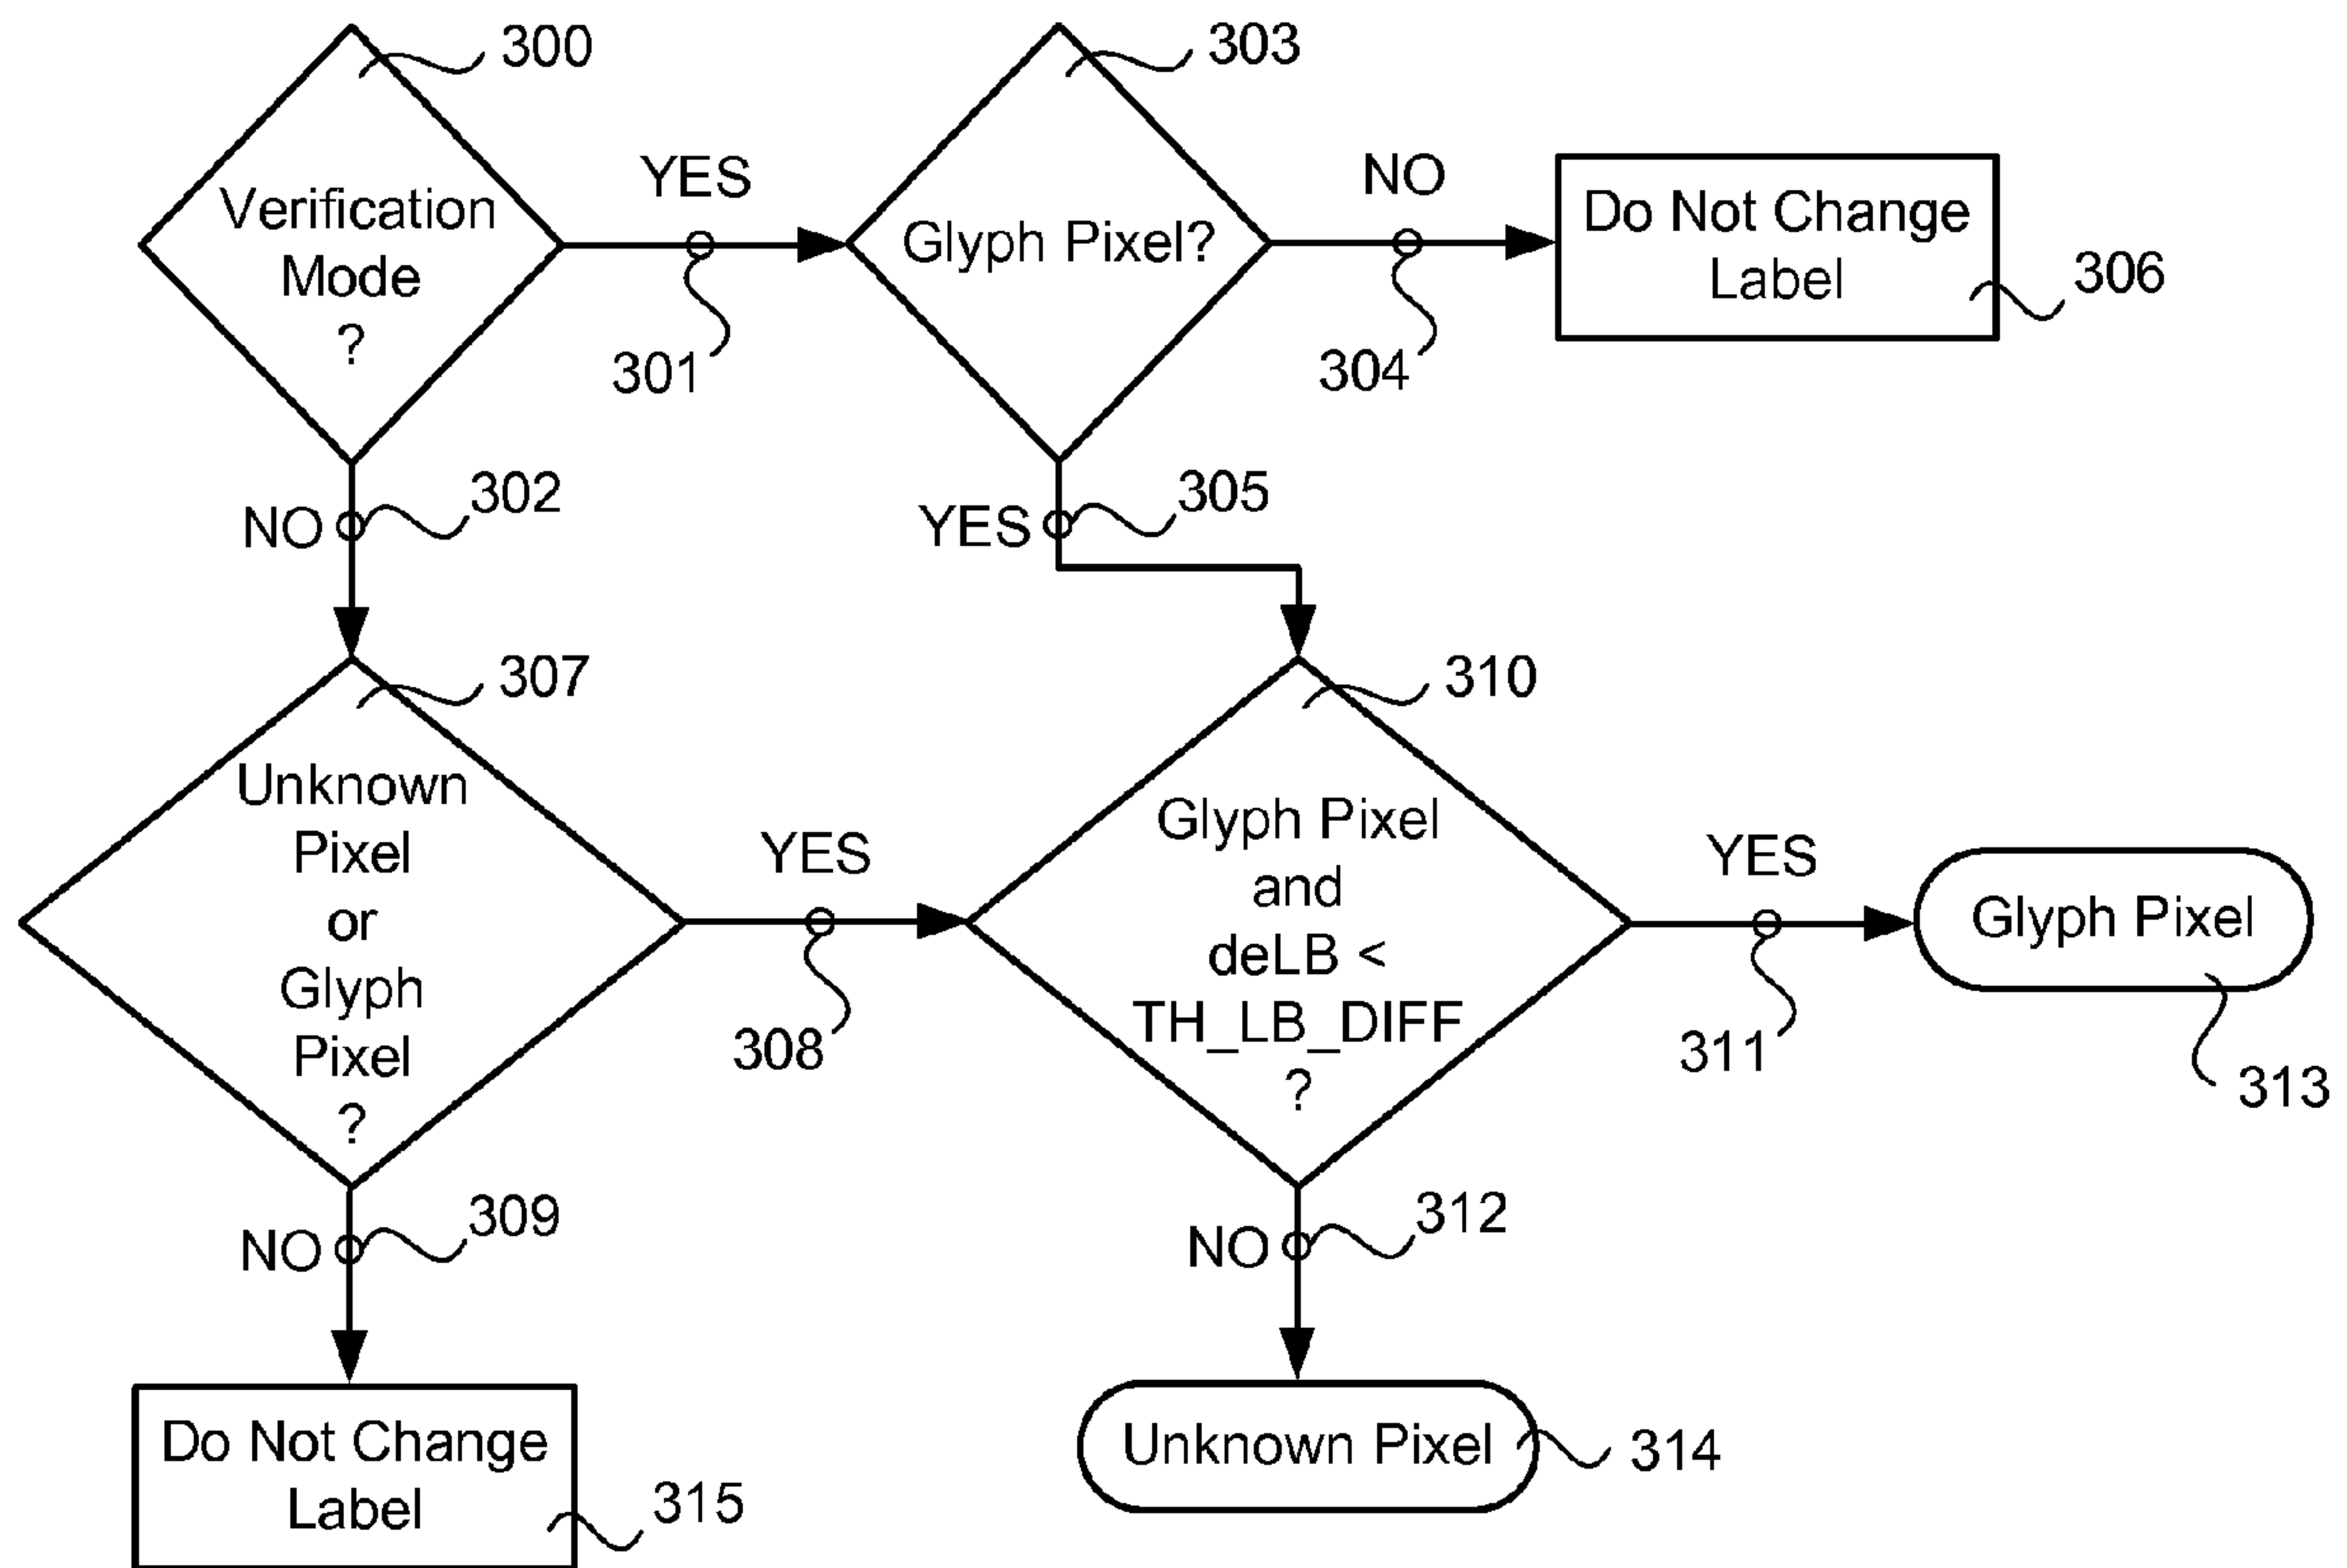 300
303
Verification
Mode
?
YES
301
Glyph Pixel?
NO
304
Do Not Change
Label
306
NO
302
YES
305
307
Unknown
Pixel
or
Glyph
Pixel
?
YES
308
310
Glyph Pixel
and
deLB <
TH_LB_DIFF
?
YES
311
Glyph Pixel
313
NO
309
NO
312
Do Not Change
Label
315
Unknown Pixel
314